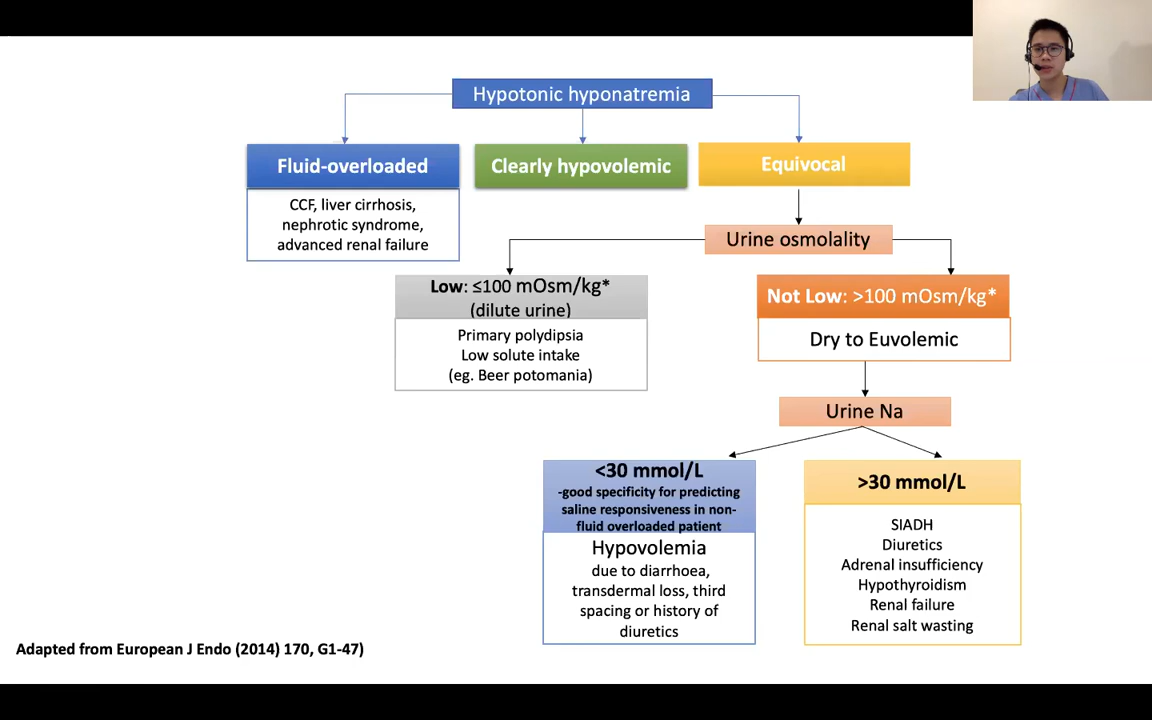 Hypotonic hyponatremia
Fluid-overloaded
CCF, liver cirrhosis,
nephrotic syndrome,
advanced renal failure
Clearly hypovolemic
Equivocal
Urine osmolality
Low: ≤100 mOsm/kg*
(dilute urine)
Primary polydipsia
Low solute intake
(eg. Beer potomania)
Not Low: >100 mOsm/kg*
Dry to Euvolemic
Urine Na
<30 mmol/L
-good specificity for predicting
saline responsiveness in non-
fluid overloaded patient
Hypovolemia
due to diarrhoea,
transdermal loss, third
spacing or history of
diuretics
>30 mmol/L
SIADH
Diuretics
Adrenal insufficiency
Hypothyroidism
Renal failure
Renal salt wasting
Adapted from European J Endo (2014) 170, G1-47)